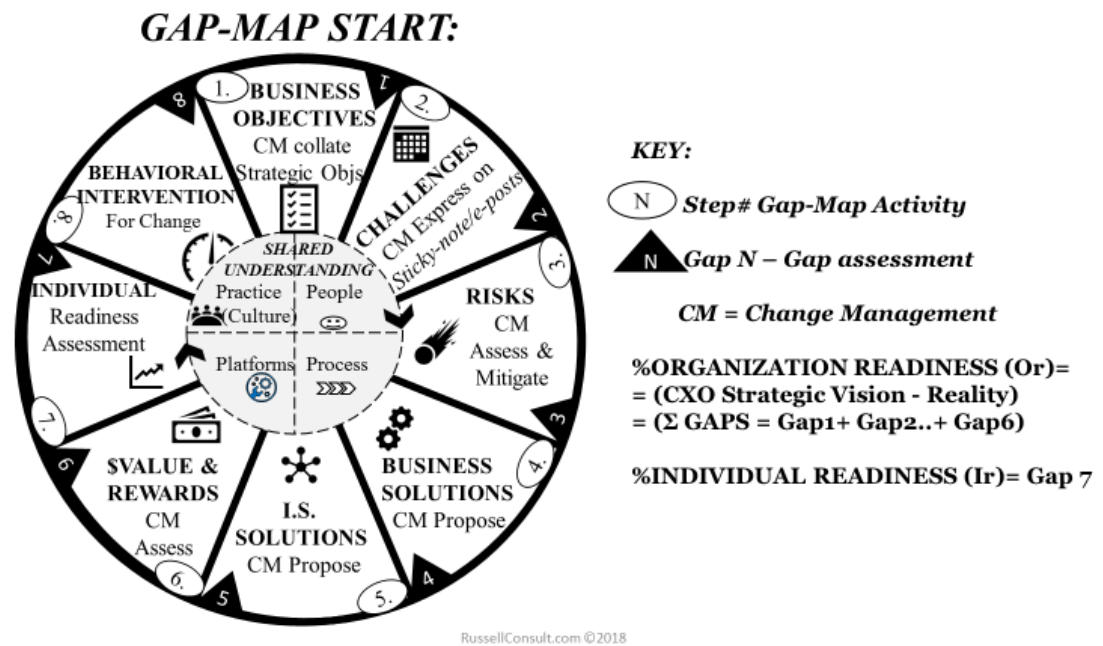 GAP-MAP START:
1.
BUSINESS
OBJECTIVES
CM collate
Strategic Objs
1
2.
CHALLENGES
CM Express on
Sticky-note/e-posts
2
3.
RISKS
CM
Assess &
Mitigate
3
4.
BUSINESS
SOLUTIONS
CM Propose
4
5.
I.S.
SOLUTIONS
CM Propose
5
6.
$VALUE &
REWARDS
CM
Assess
6
7.
INDIVIDUAL
Readiness
Assessment
7
8.
BEHAVIORAL
INTERVENTION
For Change
8
SHARED
UNDERSTANDING
Practice
(Culture)
People
Platforms
Process
KEY:
N Step# Gap-Map Activity
N Gap N – Gap assessment
CM = Change Management
%ORGANIZATION READINESS (Or)=
= (CXO Strategic Vision - Reality)
= (Σ GAPS = Gap1+ Gap2..+ Gap6)
%INDIVIDUAL READINESS (Ir)= Gap 7
RussellConsult.com ©2018